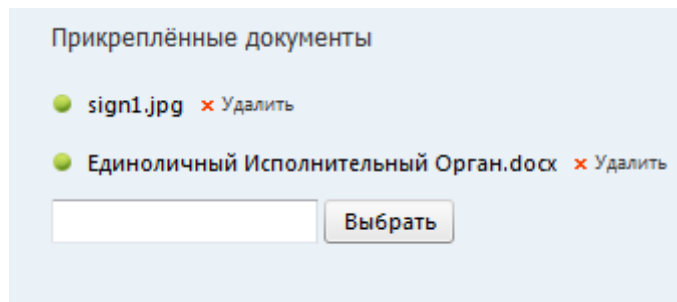 Прикреплённые документы
sign1.jpg × Удалить
Единоличный Исполнительный Орган.docx × Удалить
Выбрать